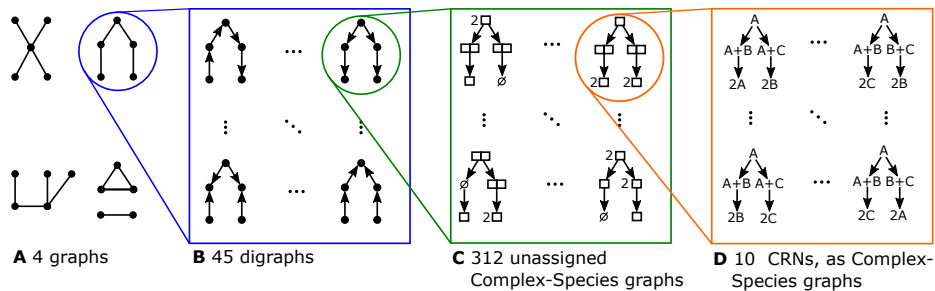 2
2 2
∅
∅
2
2
2
∅
A
A+B A+C
2A 2B
A
A+B B+C
2C 2B
A
A+B A+C
2B 2C
A
A+B B+C
2C 2A
A 4 graphs
B 45 digraphs
C 312 unassigned
Complex-Species graphs
D 10 CRNs, as Complex-
Species graphs